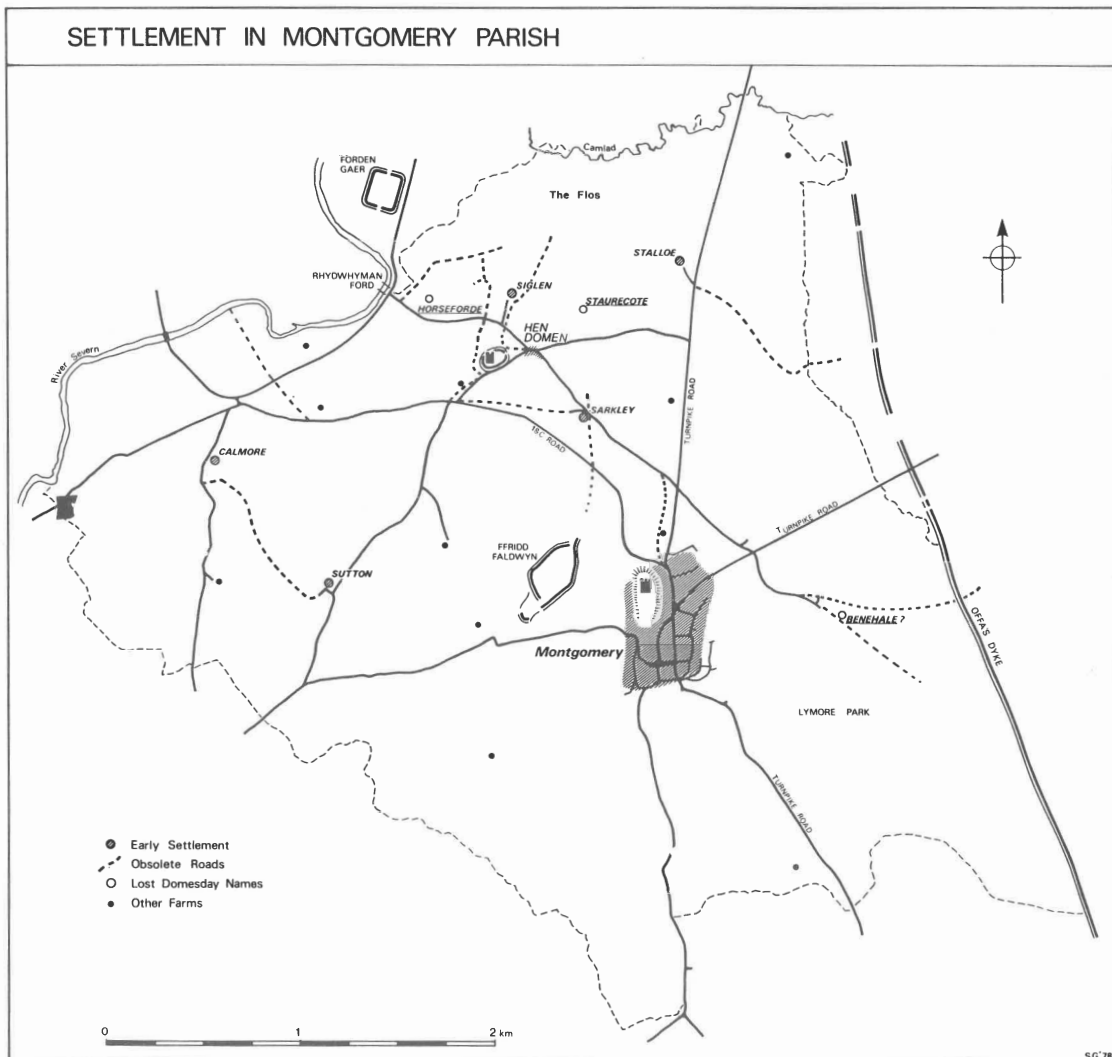 SETTLEMENT IN MONTGOMERY PARISH
Camlad
FORDEN
GAER
The Flos
STALLOE
RHYDWHYMAN
FORD
SIGLEN
HORSEFORDE
STAURECOTE
HEN
DOMEN
River Severn
TURNPIKE ROAD
SARKLEY
18C ROAD
CALMORE
TURNPIKE ROAD
FFRIDD
FALDWYN
SUTTON
BENEHALE?
OFFA'S DYKE
Montgomery
LYMORE PARK
TURNPIKE ROAD
Early Settlement
Obsolete Roads
Lost Domesday Names
Other Farms
0 1 2 km
S.G'78